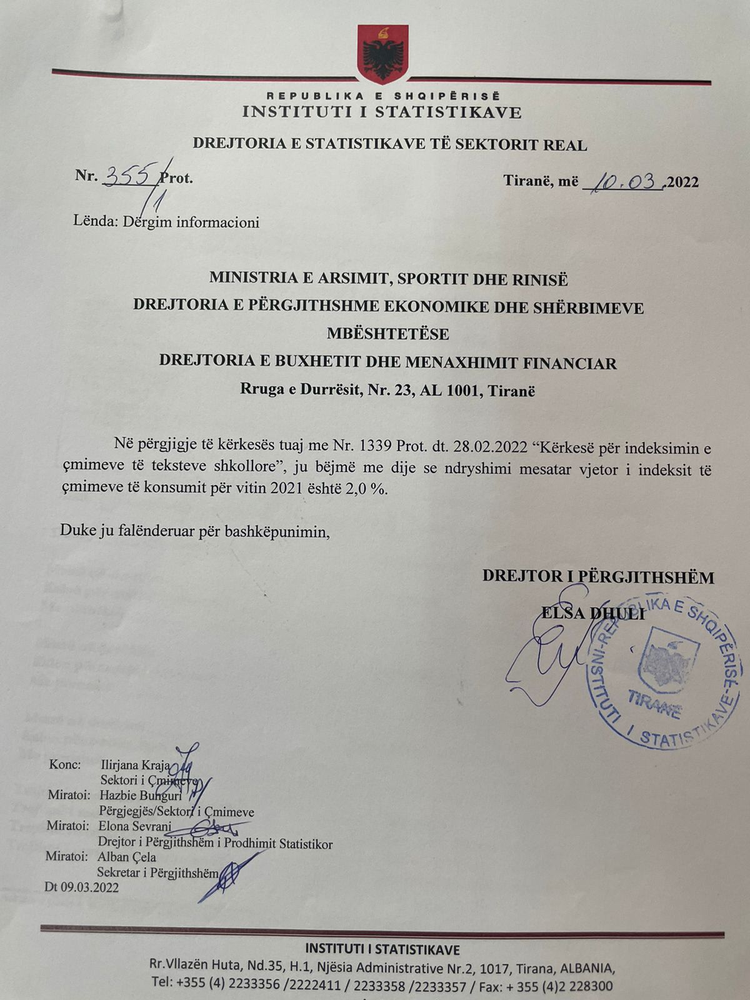 REPUBLIKA E SHQIPËRISË
INSTITUTI I STATISTIKAVE
DREJTORIA E STATISTIKAVE TË SEKTORIT REAL
Nr. 355/1 Prot. Tiranë, më 10.03.2022
Lënda: Dërgim informacioni
MINISTRIA E ARSIMIT, SPORTIT DHE RINISË
DREJTORIA E PËRGJITHSHME EKONOMIKE DHE SHËRBIMEVE
MBËSHTETËSE
DREJTORIA E BUXHETIT DHE MENAXHIMIT FINANCIAR
Rruga e Durrësit, Nr. 23, AL 1001, Tiranë
Në përgjigje të kërkesës tuaj me Nr. 1339 Prot. dt. 28.02.2022 “Kërkesë për indeksimin e
çmimeve të teksteve shkollore”, ju bëjmë me dije se ndryshimi mesatar vjetor i indeksit të
çmimeve të konsumit për vitin 2021 është 2,0 %.
Duke ju falënderuar për bashkëpunimin,
DREJTOR I PËRGJITHSHËM
ELSA DHULI
REPUBLIKA E SHQIPËRISË
INSTITUTI I STATISTIKAVE
TIRANË
Konc: Ilirjana Kraja
Sektori i Çmimeve
Miratoi: Hazbie Bunguri
Përgjegjës/Sektori i Çmimeve
Miratoi: Elona Sevrani
Drejtor i Përgjithshëm i Prodhimit Statistikor
Miratoi: Alban Çela
Sekretar i Përgjithshëm
Dt 09.03.2022
INSTITUTI I STATISTIKAVE
Rr.Vllazën Huta, Nd.35, H.1, Njësia Administrative Nr.2, 1017, Tirana, ALBANIA,
Tel: +355 (4) 2233356 /2222411 / 2233358 /2233357 / Fax: + 355 (4)2 228300